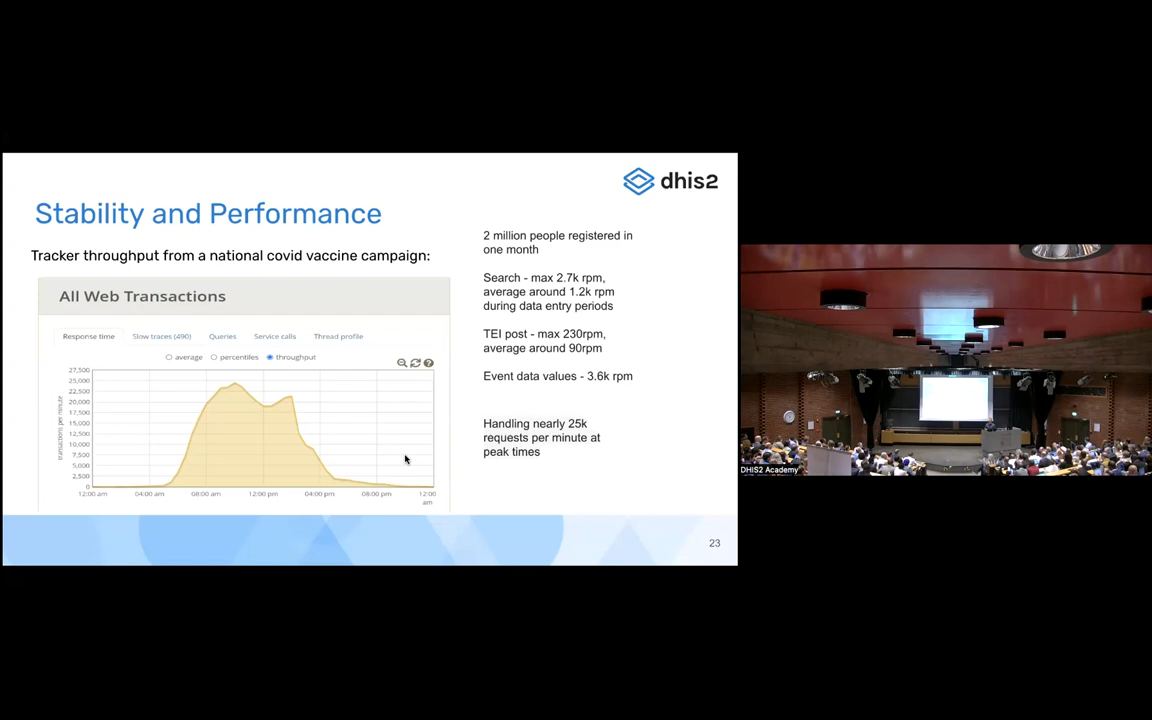 dhis2
Stability and Performance
Tracker throughput from a national covid vaccine campaign:
All Web Transactions
Response time
Slow traces (490)
Queries
Service calls
Thread profile
average
percentiles
throughput
27,500
25,000
22,500
20,000
17,500
15,000
12,500
10,000
7,500
5,000
2,500
0
transactions per minute
12:00 am
04:00 am
08:00 am
12:00 pm
04:00 pm
08:00 pm
12:00
am
2 million people registered in
one month
Search - max 2.7k rpm,
average around 1.2k rpm
during data entry periods
TEI post - max 230rpm,
average around 90rpm
Event data values - 3.6k rpm
Handling nearly 25k
requests per minute at
peak times
23
DHIS2 Academy